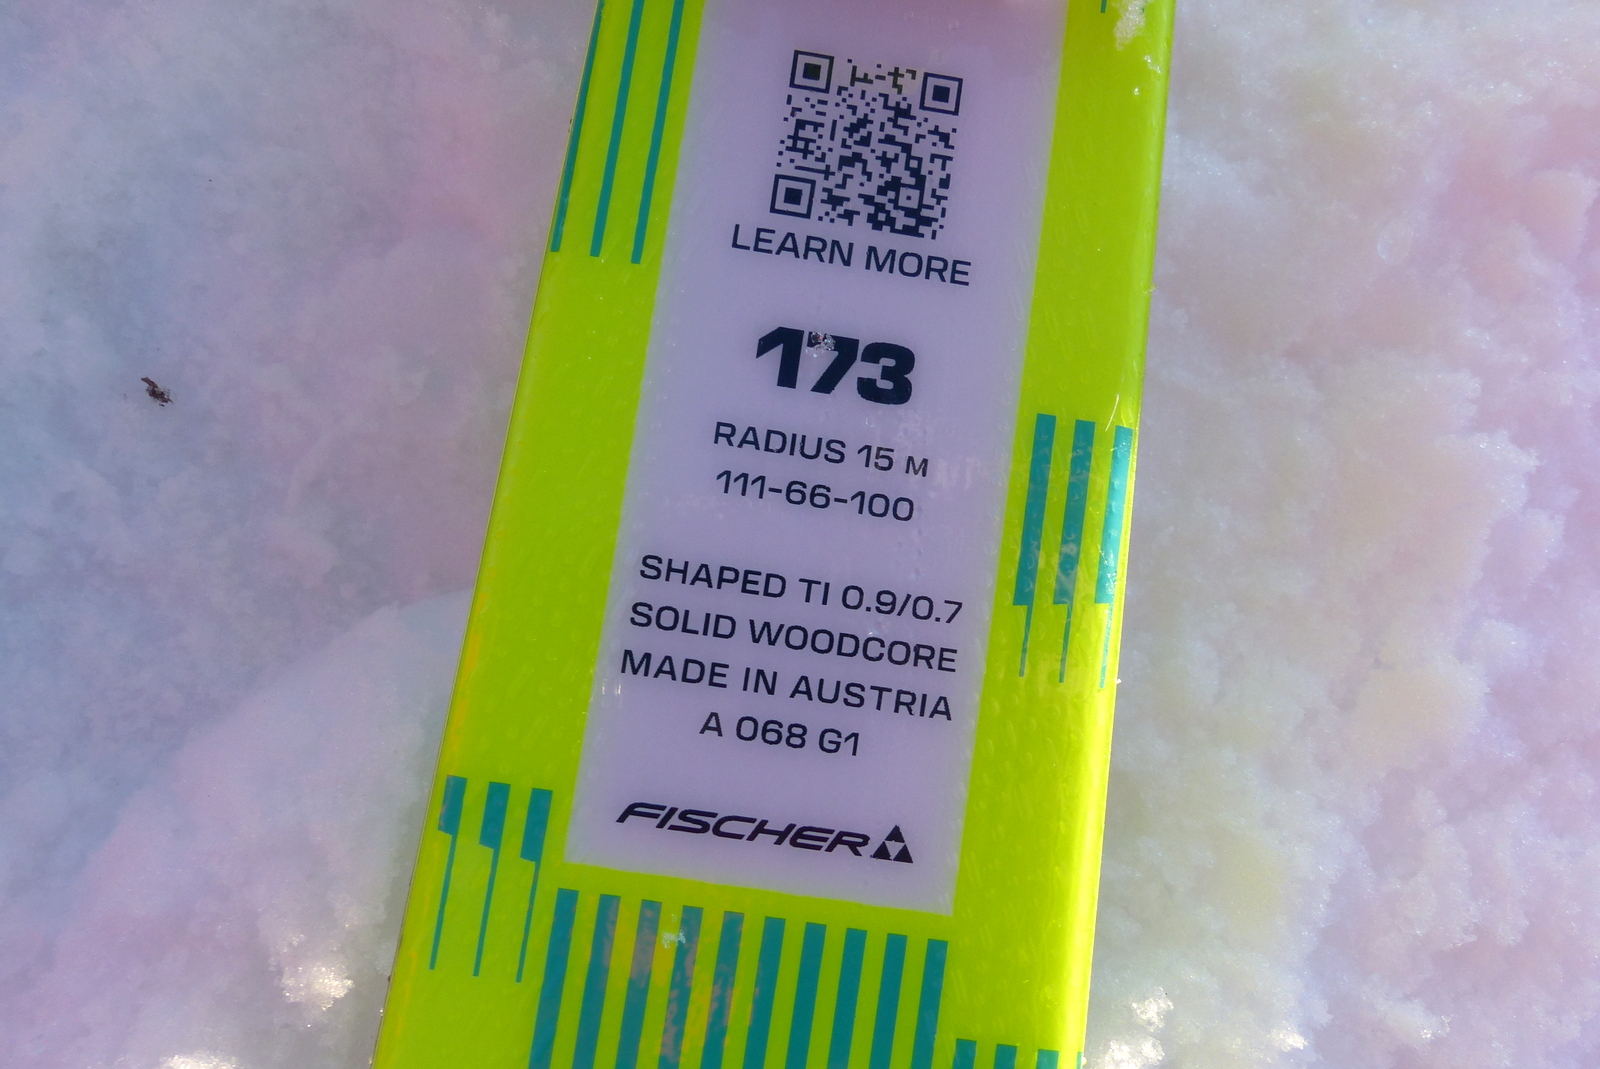 LEARN MORE
173
RADIUS 15 M
111-66-100
SHAPED TI 0.9/0.7
SOLID WOODCORE
MADE IN AUSTRIA
A 068 G1
FISCHER